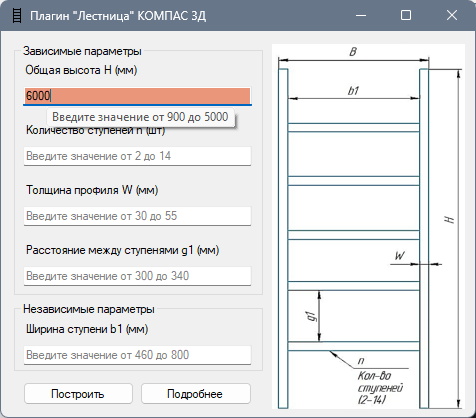 Плагин "Лестница" КОМПАС 3Д
Зависимые параметры
Общая высота H (мм)
6000
Введите значение от 900 до 5000
Количество ступеней n (шт)
Введите значение от 2 до 14
Толщина профиля W (мм)
Введите значение от 30 до 55
Расстояние между ступенями g1 (мм)
Введите значение от 300 до 340
Независимые параметры
Ширина ступени b1 (мм)
Введите значение от 460 до 800
Построить
Подробнее
B
b1
H
W
g1
n
Кол-во
ступеней
(2-14)